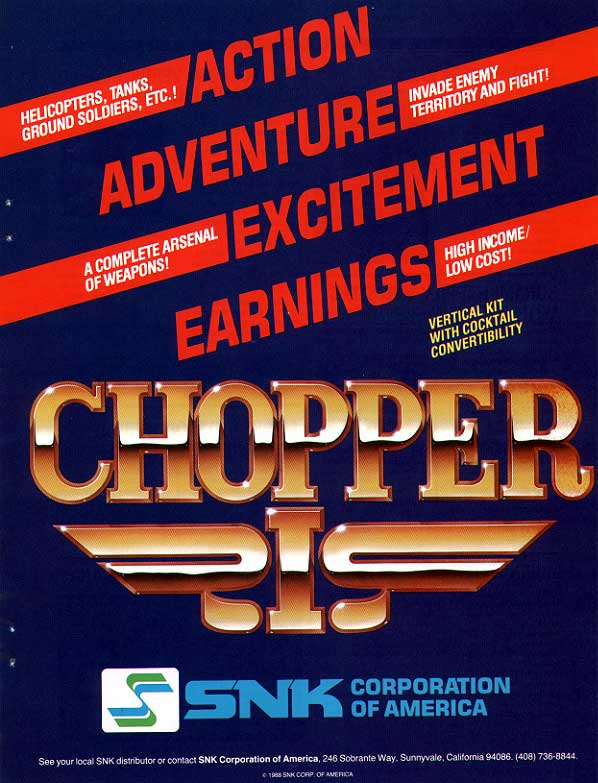 HELICOPTERS, TANKS,
GROUND SOLDIERS, ETC.!
ACTION
ADVENTURE
INVADE ENEMY
TERRITORY AND FIGHT!
A COMPLETE ARSENAL
OF WEAPONS!
EXCITEMENT
EARNINGS
HIGH INCOME/
LOW COST!
VERTICAL KIT
WITH COCKTAIL
CONVERTIBILITY
CHOPPER
I
SNK CORPORATION
OF AMERICA
See your local SNK distributor or contact SNK Corporation of America, 246 Sobrante Way, Sunnyvale, California 94086. (408) 736-8844.
© 1988 SNK CORP. OF AMERICA